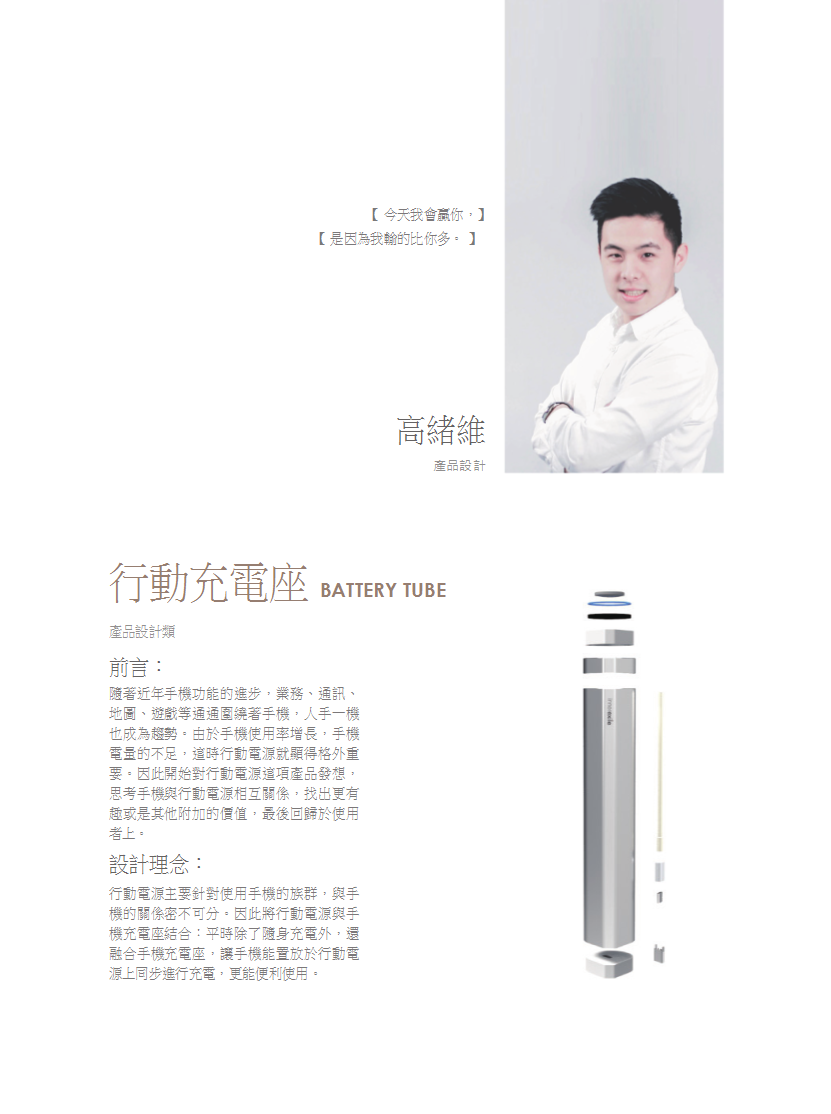 【 今天我會贏你，】
【 是因為我輸的比你多。 】
高緒維
產品設計
行動充電座 BATTERY TUBE
產品設計類
前言：
隨著近年手機功能的進步，業務、通訊、
地圖、遊戲等通通圍繞著手機，人手一機
也成為趨勢。由於手機使用率增長，手機
電量的不足，這時行動電源就顯得格外重
要。因此開始對行動電源這項產品發想，
思考手機與行動電源相互關係，找出更有
趣或是其他附加的價值，最後回歸於使用
者上。
設計理念：
行動電源主要針對使用手機的族群，與手
機的關係密不可分。因此將行動電源與手
機充電座結合：平時除了隨身充電外，還
融合手機充電座，讓手機能置放於行動電
源上同步進行充電，更能便利使用。